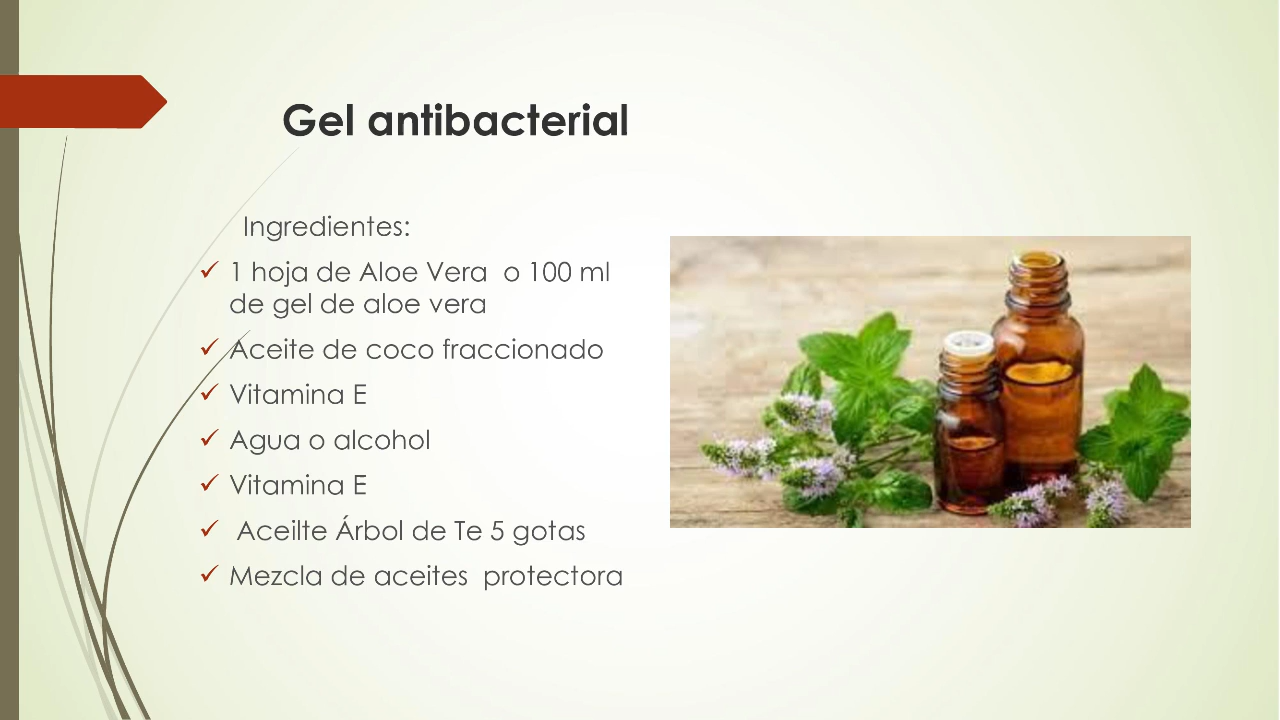 Gel antibacterial
Ingredientes:
✓ 1 hoja de Aloe Vera o 100 ml
de gel de aloe vera
✓ Aceite de coco fraccionado
✓ Vitamina E
✓ Agua o alcohol
✓ Vitamina E
✓ Aceilte Árbol de Te 5 gotas
✓ Mezcla de aceites protectora